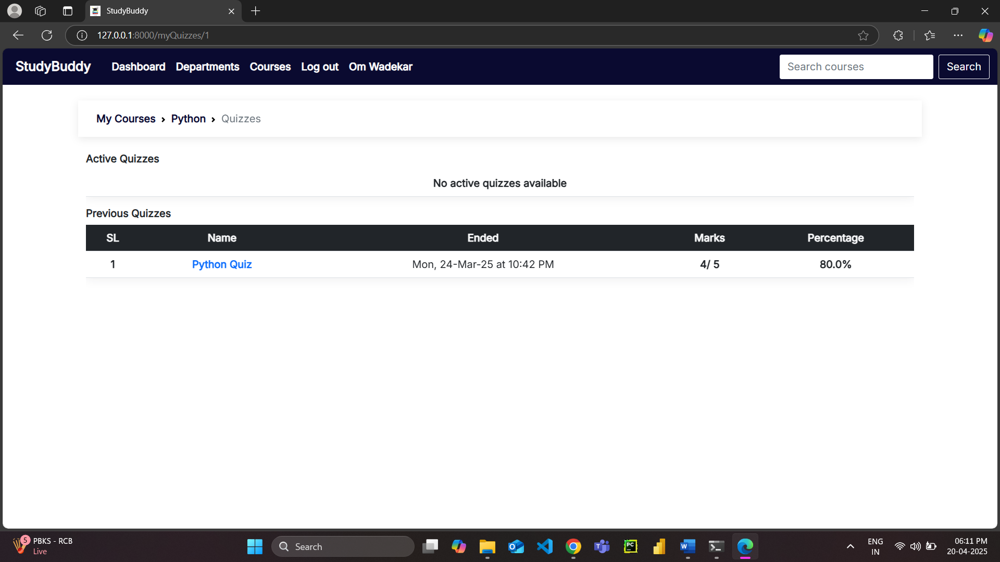 StudyBuddy
127.0.0.1:8000/myQuizzes/1
StudyBuddy Dashboard Departments Courses Log out Om Wadekar Search courses Search
My Courses › Python › Quizzes
Active Quizzes
No active quizzes available
Previous Quizzes
SL Name Ended Marks Percentage
1 Python Quiz Mon, 24-Mar-25 at 10:42 PM 4/ 5 80.0%
5 PBKS - RCB
Live
Search
ENG
IN
06:11 PM
20-04-2025